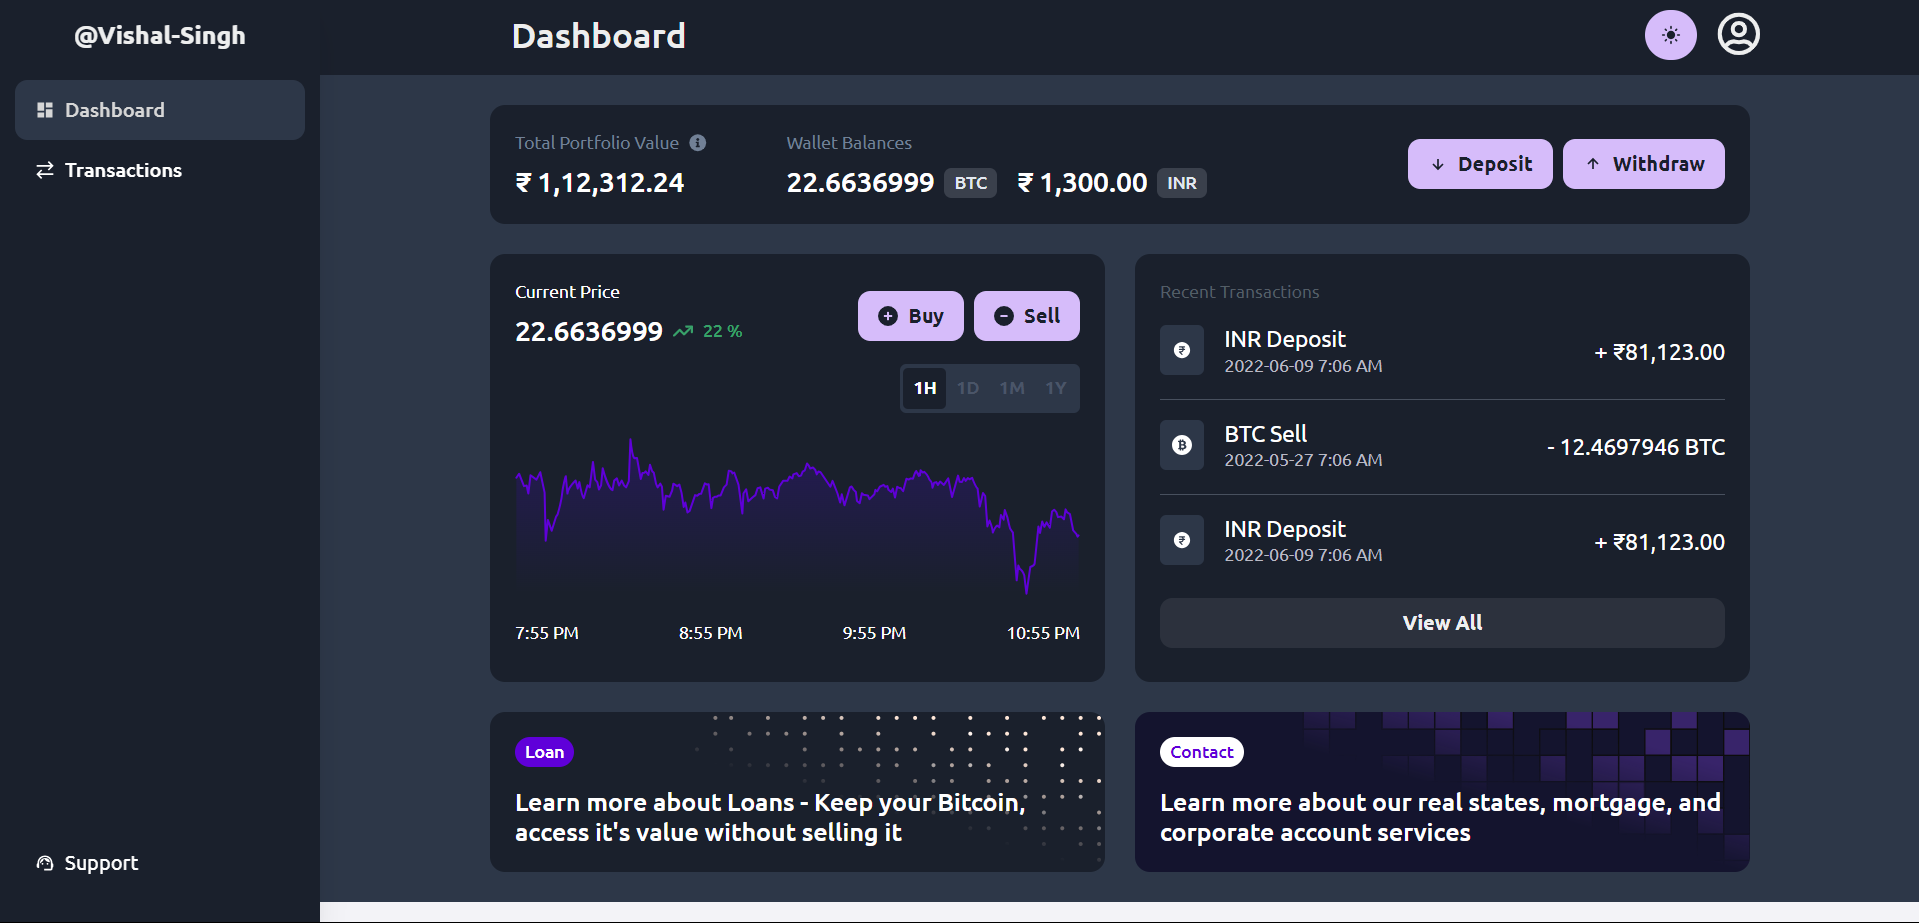 @Vishal-Singh
Dashboard
Dashboard
Transactions
Support
Total Portfolio Value
₹ 1,12,312.24
Wallet Balances
22.6636999 BTC ₹ 1,300.00 INR
Deposit
Withdraw
Current Price
22.6636999 22 %
Buy
Sell
1H 1D 1M 1Y
7:55 PM 8:55 PM 9:55 PM 10:55 PM
Recent Transactions
INR Deposit
2022-06-09 7:06 AM
+ ₹81,123.00
BTC Sell
2022-05-27 7:06 AM
- 12.4697946 BTC
INR Deposit
2022-06-09 7:06 AM
+ ₹81,123.00
View All
Loan
Learn more about Loans - Keep your Bitcoin,
access it's value without selling it
Contact
Learn more about our real states, mortgage, and
corporate account services